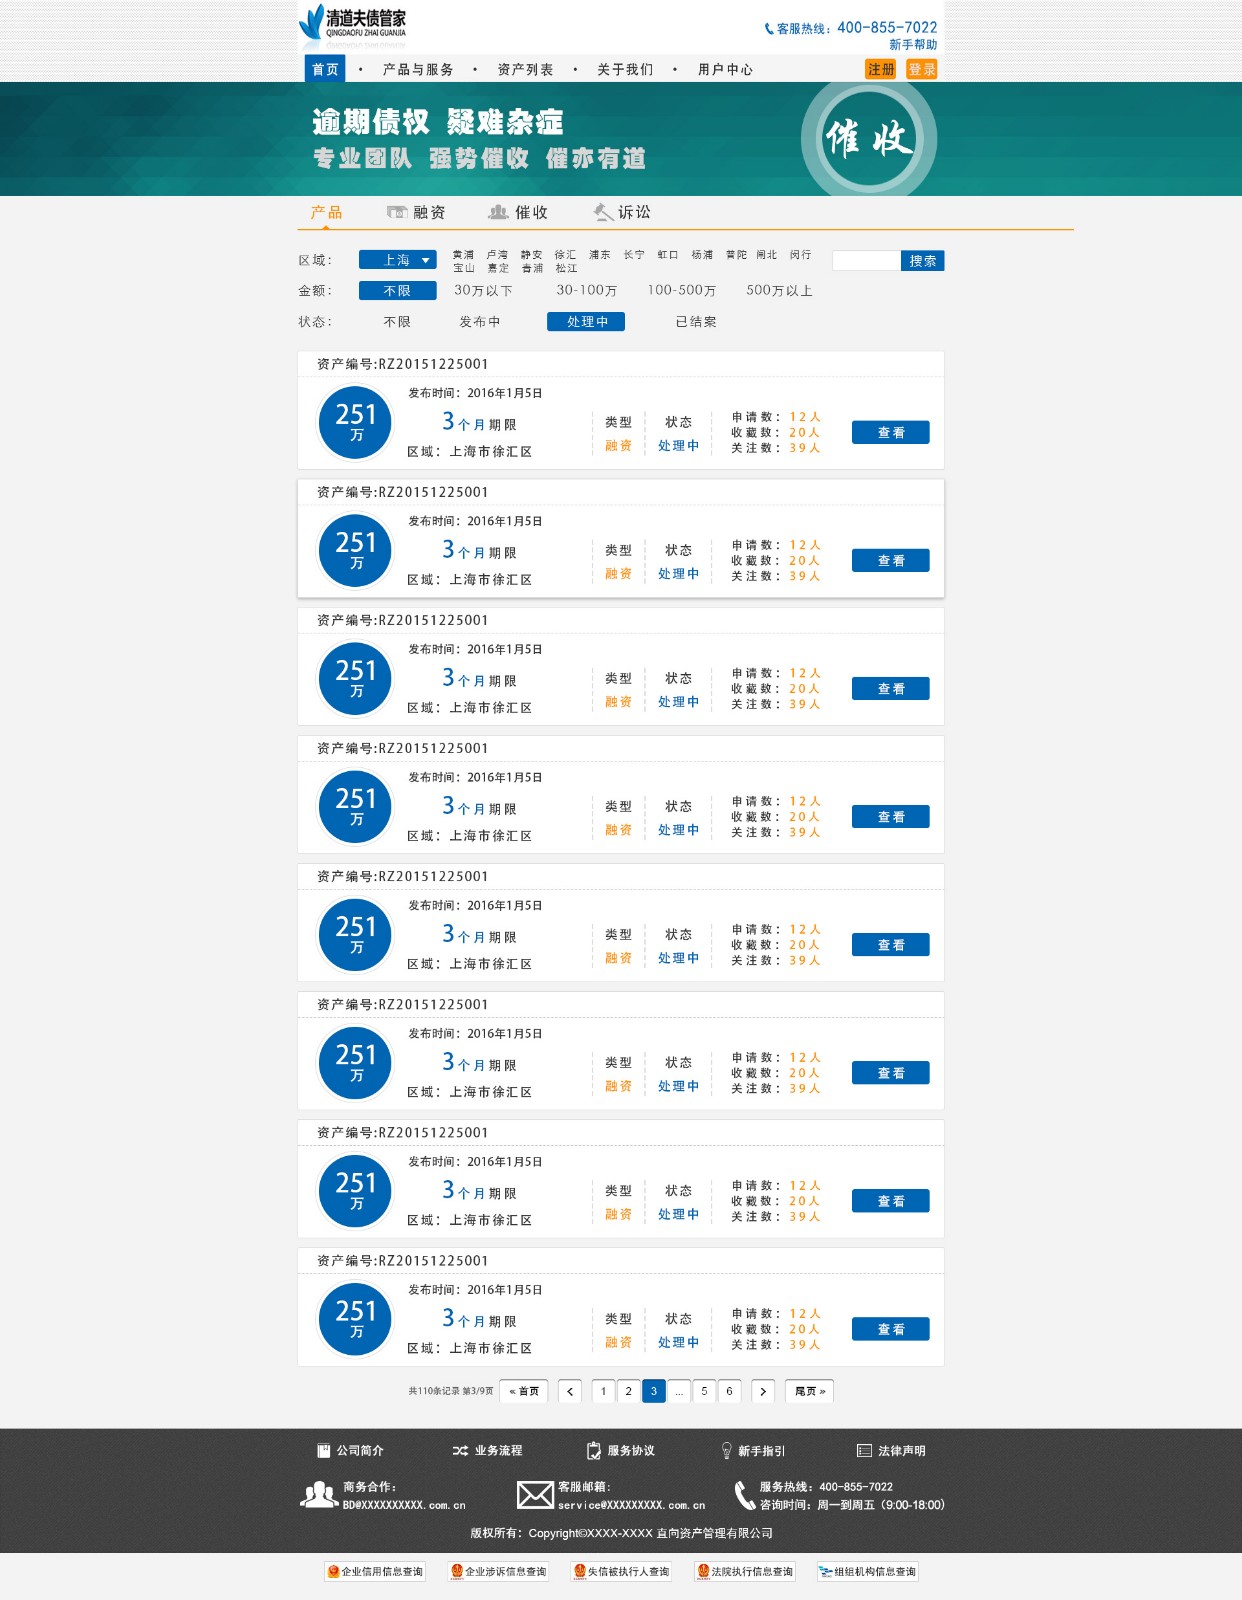 清道夫债管家
QINGDAOFU ZHAI GUANJIA
客服热线：400-855-7022
新手帮助
首页 • 产品与服务 • 资产列表 • 关于我们 • 用户中心 注册 登录
逾期债权 疑难杂症
专业团队 强势催收 催亦有道
催收
产品 融资 催收 诉讼
区域： 上海 黄浦 卢湾 静安 徐汇 浦东 长宁 虹口 杨浦 普陀 闸北 闵行 搜索
宝山 嘉定 青浦 松江
金额： 不限 30万以下 30-100万 100-500万 500万以上
状态： 不限 发布中 处理中 已结案
资产编号:RZ20151225001
发布时间：2016年1月5日
251 3个月期限 类型 状态 申请数：12人
万 收藏数：20人 查看
区域：上海市徐汇区 融资 处理中 关注数：39人
资产编号:RZ20151225001
发布时间：2016年1月5日
251 3个月期限 类型 状态 申请数：12人
万 收藏数：20人 查看
区域：上海市徐汇区 融资 处理中 关注数：39人
资产编号:RZ20151225001
发布时间：2016年1月5日
251 3个月期限 类型 状态 申请数：12人
万 收藏数：20人 查看
区域：上海市徐汇区 融资 处理中 关注数：39人
资产编号:RZ20151225001
发布时间：2016年1月5日
251 3个月期限 类型 状态 申请数：12人
万 收藏数：20人 查看
区域：上海市徐汇区 融资 处理中 关注数：39人
资产编号:RZ20151225001
发布时间：2016年1月5日
251 3个月期限 类型 状态 申请数：12人
万 收藏数：20人 查看
区域：上海市徐汇区 融资 处理中 关注数：39人
资产编号:RZ20151225001
发布时间：2016年1月5日
251 3个月期限 类型 状态 申请数：12人
万 收藏数：20人 查看
区域：上海市徐汇区 融资 处理中 关注数：39人
资产编号:RZ20151225001
发布时间：2016年1月5日
251 3个月期限 类型 状态 申请数：12人
万 收藏数：20人 查看
区域：上海市徐汇区 融资 处理中 关注数：39人
资产编号:RZ20151225001
发布时间：2016年1月5日
251 3个月期限 类型 状态 申请数：12人
万 收藏数：20人 查看
区域：上海市徐汇区 融资 处理中 关注数：39人
共110条记录 第3/9页 « 首页 < 1 2 3 ... 5 6 > 尾页 »
公司简介 业务流程 服务协议 新手指引 法律声明
商务合作： 客服邮箱： 服务热线：400-855-7022
BD@XXXXXXXXXX.com.cn service@XXXXXXXXX.com.cn 咨询时间：周一到周五（9:00-18:00）
版权所有：Copyright©XXXX-XXXX 直向资产管理有限公司
企业信用信息查询 企业涉诉信息查询 失信被执行人查询 法院执行信息查询 组组机构信息查询